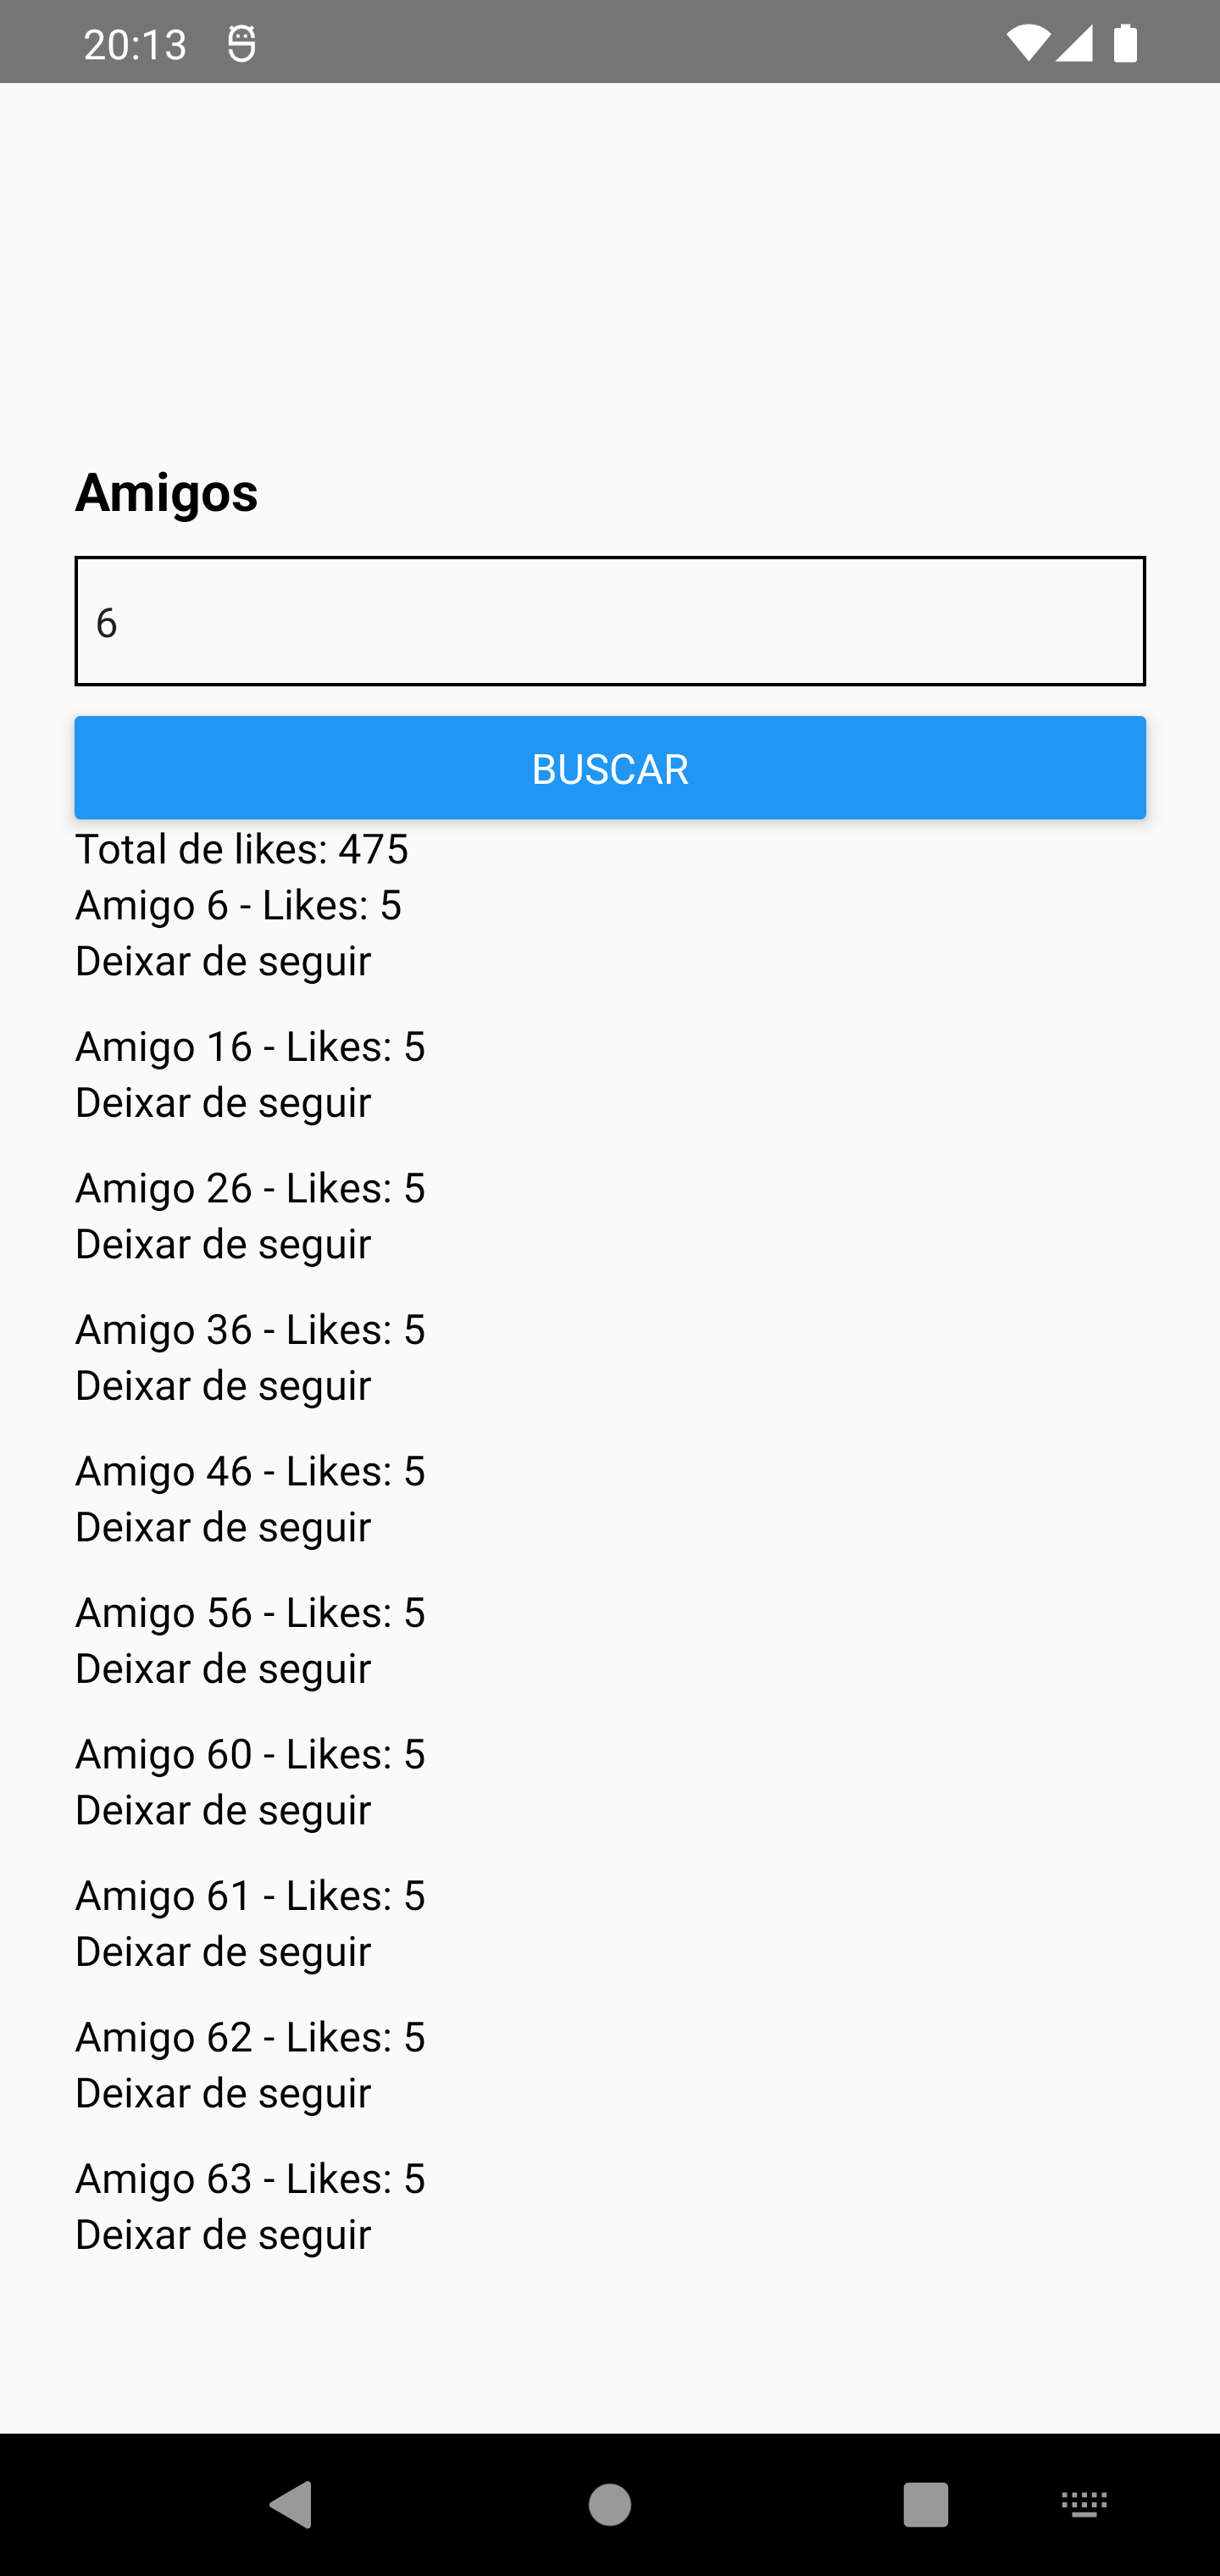 20:13
Amigos
6
BUSCAR
Total de likes: 475
Amigo 6 - Likes: 5
Deixar de seguir
Amigo 16 - Likes: 5
Deixar de seguir
Amigo 26 - Likes: 5
Deixar de seguir
Amigo 36 - Likes: 5
Deixar de seguir
Amigo 46 - Likes: 5
Deixar de seguir
Amigo 56 - Likes: 5
Deixar de seguir
Amigo 60 - Likes: 5
Deixar de seguir
Amigo 61 - Likes: 5
Deixar de seguir
Amigo 62 - Likes: 5
Deixar de seguir
Amigo 63 - Likes: 5
Deixar de seguir